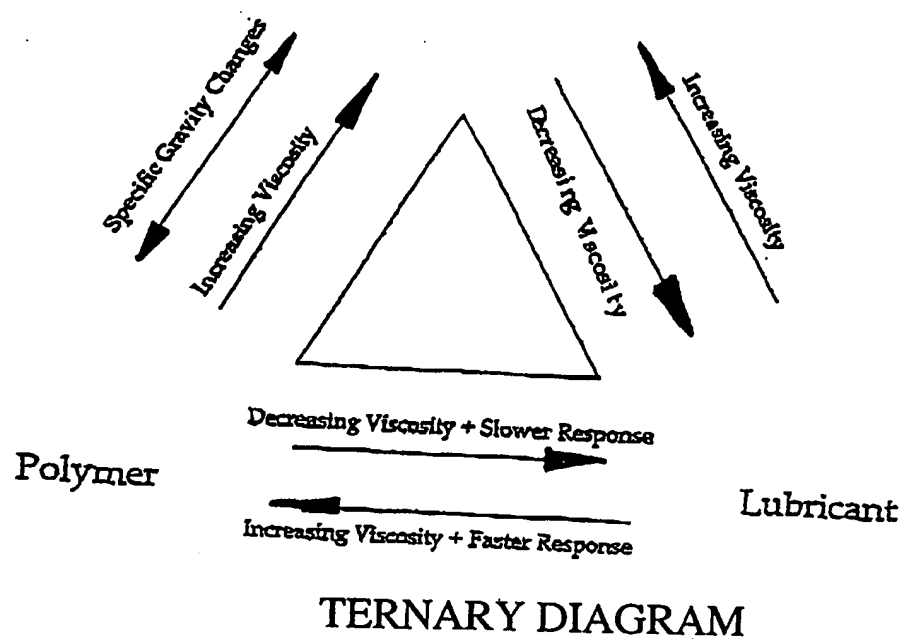 Specific Gravity Changes
Increasing Viscosity
Decreasing Viscosity
Increasing Viscosity
Decreasing Viscosity + Slower Response
Polymer
Lubricant
Increasing Viscosity + Faster Response
TERNARY DIAGRAM